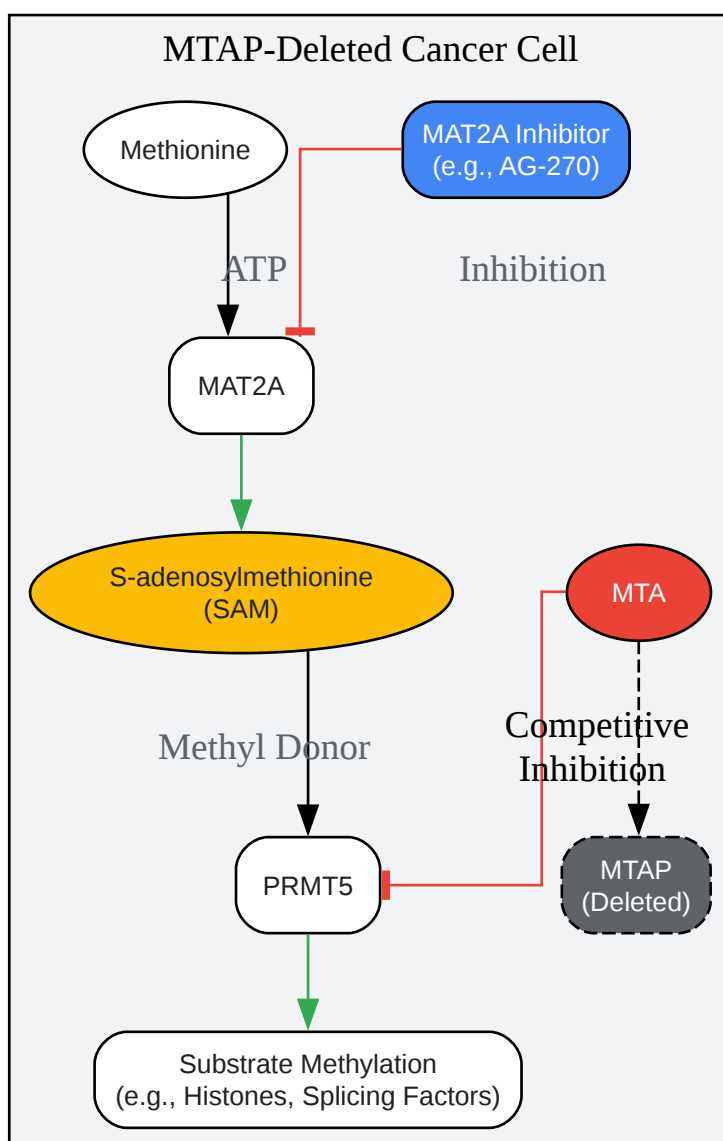 MTAP-Deleted Cancer Cell
Methionine
MAT2A Inhibitor
(e.g., AG-270)
ATP
Inhibition
MAT2A
S-adenosylmethionine
(SAM)
MTA
Methyl Donor
Competitive
Inhibition
PRMT5
MTAP
(Deleted)
Substrate Methylation
(e.g., Histones, Splicing Factors)